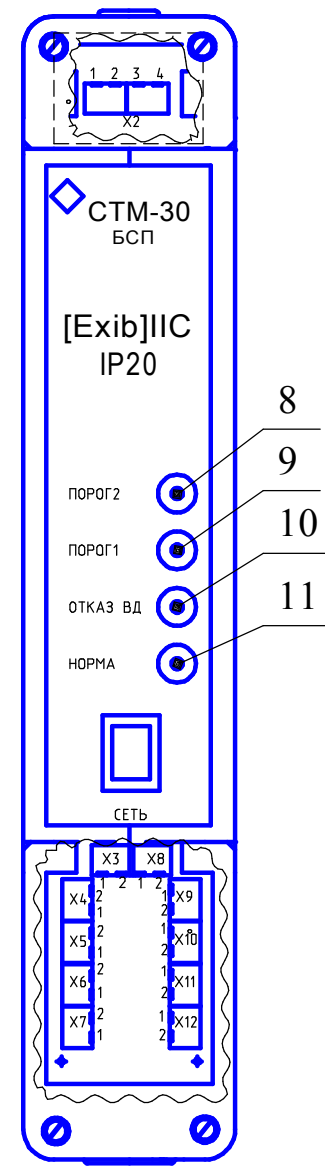 1 2 3 4
X2
СТМ-30
БСП
[Exib]IIC
IP20
8
ПОРОГ2
9
ПОРОГ1
10
ОТКАЗ ВД
11
НОРМА
СЕТЬ
X3 X8
1 2 1 2
X4 2 1 X9
1 2
X5 2 1 X10
1 2
X6 2 1 X11
1 2
X7 2 1 X12
1 2